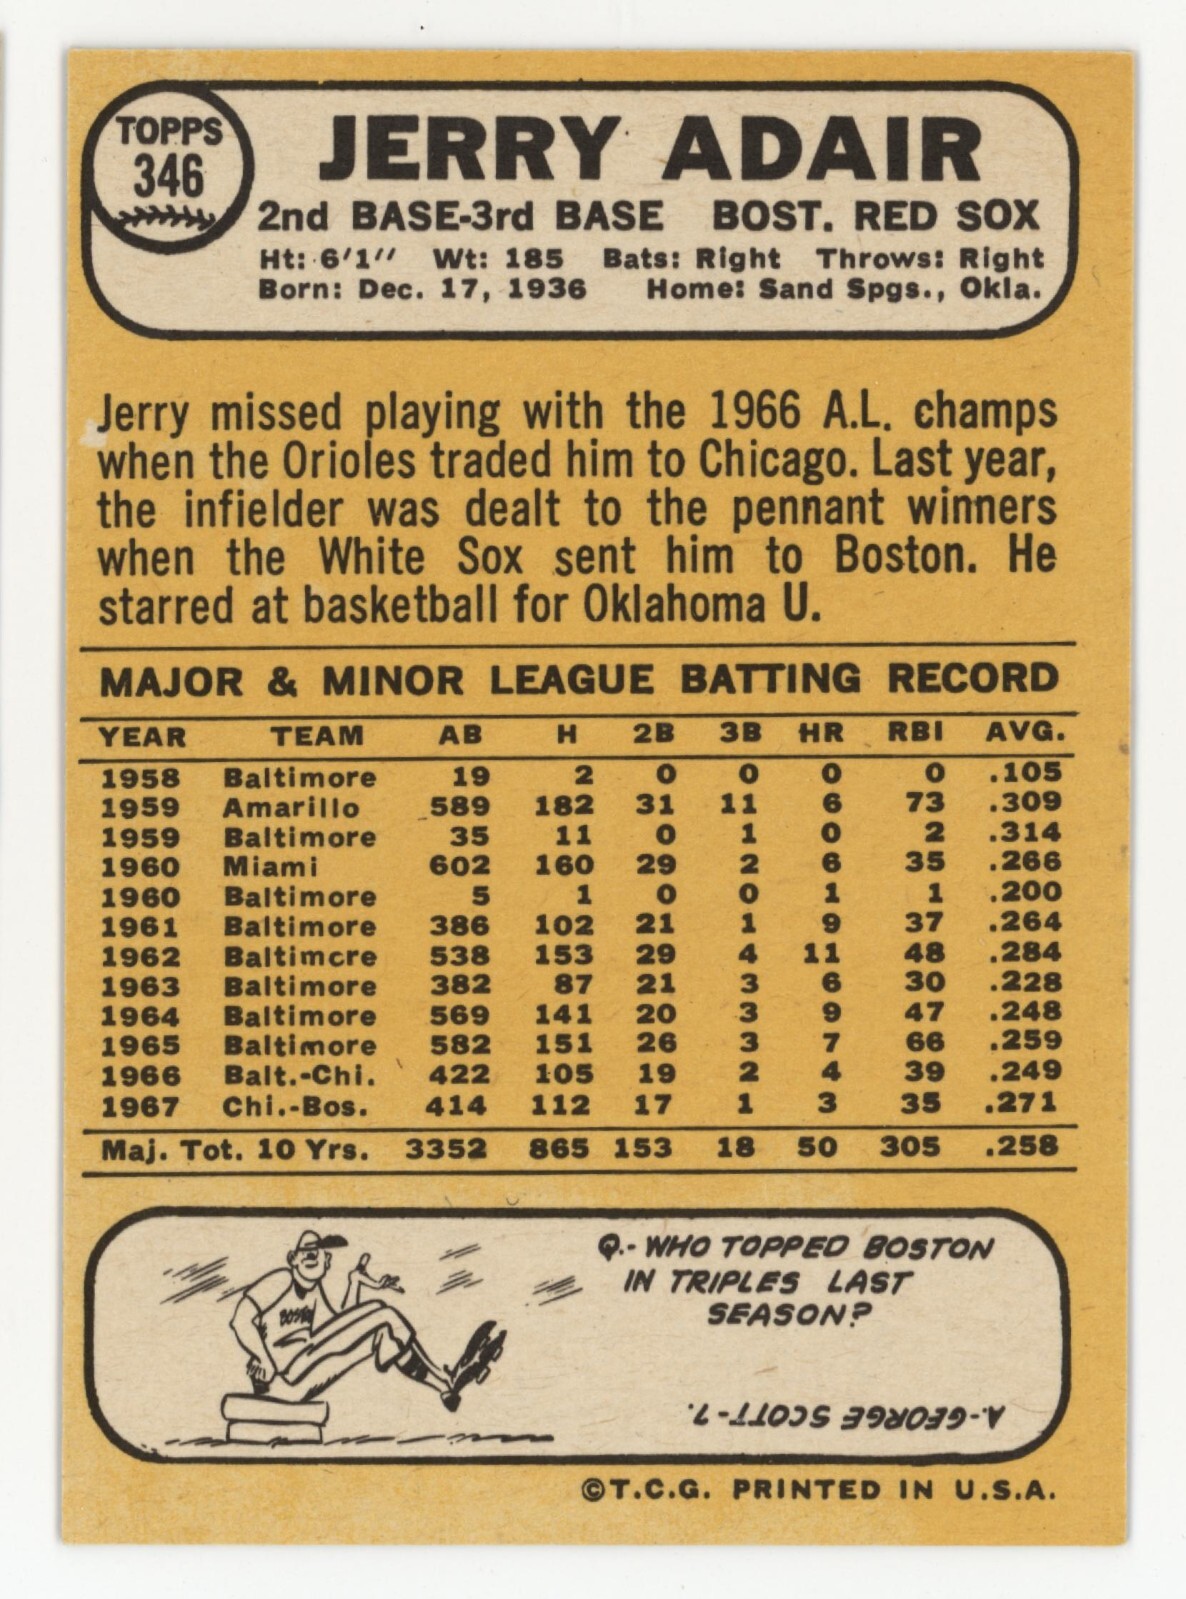 TOPPS
346
JERRY ADAIR
2nd BASE-3rd BASE BOST. RED SOX
Ht: 6'1" Wt: 185 Bats: Right Throws: Right
Born: Dec. 17, 1936 Home: Sand Spgs., Okla.
Jerry missed playing with the 1966 A.L. champs
when the Orioles traded him to Chicago. Last year,
the infielder was dealt to the pennant winners
when the White Sox sent him to Boston. He
starred at basketball for Oklahoma U.
MAJOR & MINOR LEAGUE BATTING RECORD
YEAR TEAM AB H 2B 3B HR RBI AVG.
1958 Baltimore 19 2 0 0 0 0 .105
1959 Amarillo 589 182 31 11 6 73 .309
1959 Baltimore 35 11 0 1 0 2 .314
1960 Miami 602 160 29 2 6 35 .266
1960 Baltimore 5 1 0 0 1 1 .200
1961 Baltimore 386 102 21 1 9 37 .264
1962 Baltimore 538 153 29 4 11 48 .284
1963 Baltimore 382 87 21 3 6 30 .228
1964 Baltimore 569 141 20 3 9 47 .248
1965 Baltimore 582 151 26 3 7 66 .259
1966 Balt.-Chi. 422 105 19 2 4 39 .249
1967 Chi.-Bos. 414 112 17 1 3 35 .271
Maj. Tot. 10 Yrs. 3352 865 153 18 50 305 .258
BOSTON
Q.- WHO TOPPED BOSTON
IN TRIPLES LAST
SEASON?
A.-GEORGE SCOTT-7.
©T.C.G. PRINTED IN U.S.A.